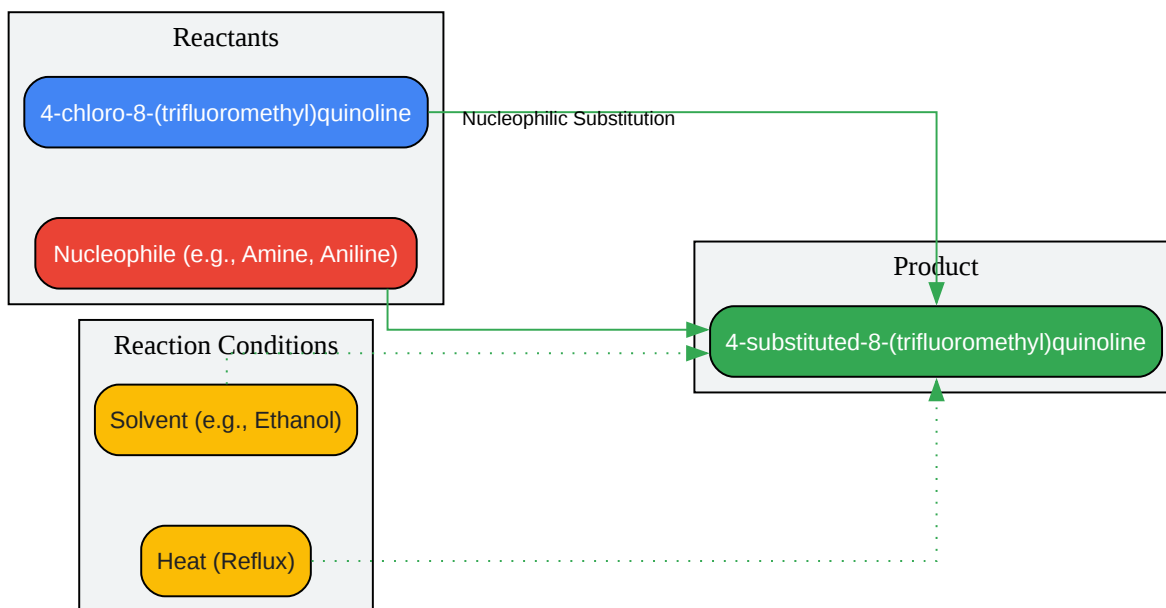 Reactants
4-chloro-8-(trifluoromethyl)quinoline
Nucleophilic Substitution
Nucleophile (e.g., Amine, Aniline)
Product
4-substituted-8-(trifluoromethyl)quinoline
Reaction Conditions
Solvent (e.g., Ethanol)
Heat (Reflux)